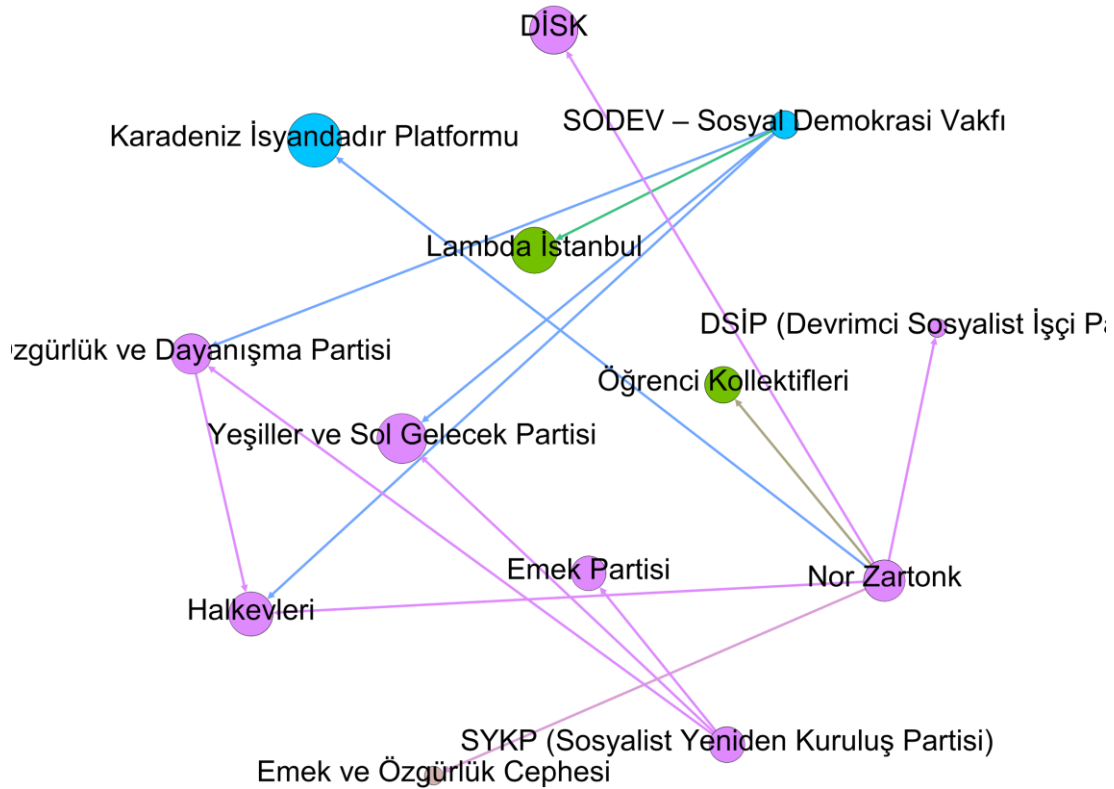 DİSK
SODEV – Sosyal Demokrasi Vakfı
Karadeniz İsyandadır Platformu
Lambda İstanbul
DSİP (Devrimci Sosyalist İşçi Pa
zgürlük ve Dayanışma Partisi
Öğrenci Kollektifleri
Yeşiller ve Sol Gelecek Partisi
Emek Partisi
Nor Zartonk
Halkevleri
SYKP (Sosyalist Yeniden Kuruluş Partisi)
Emek ve Özgürlük Cephesi